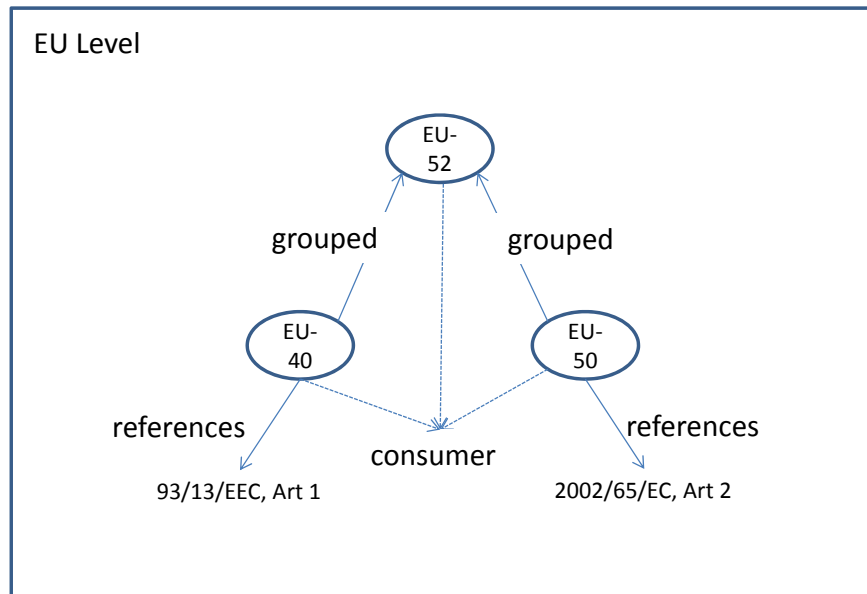 EU Level
EU-
52
grouped
grouped
EU-
40
EU-
50
references
references
consumer
93/13/EEC, Art 1
2002/65/EC, Art 2